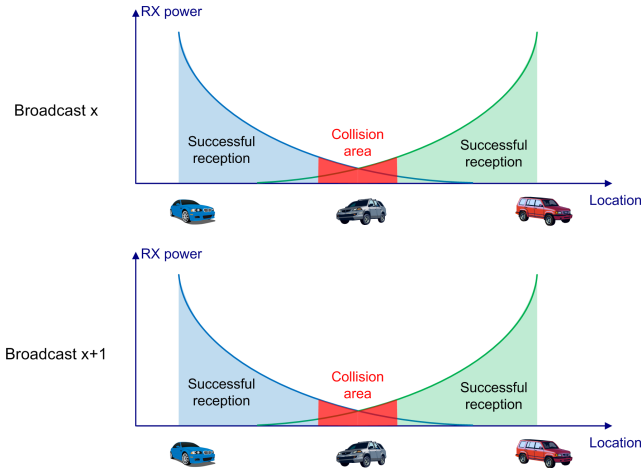 RX power
Broadcast x
Successful
reception
Collision
area
Successful
reception
Location
RX power
Broadcast x+1
Successful
reception
Collision
area
Successful
reception
Location